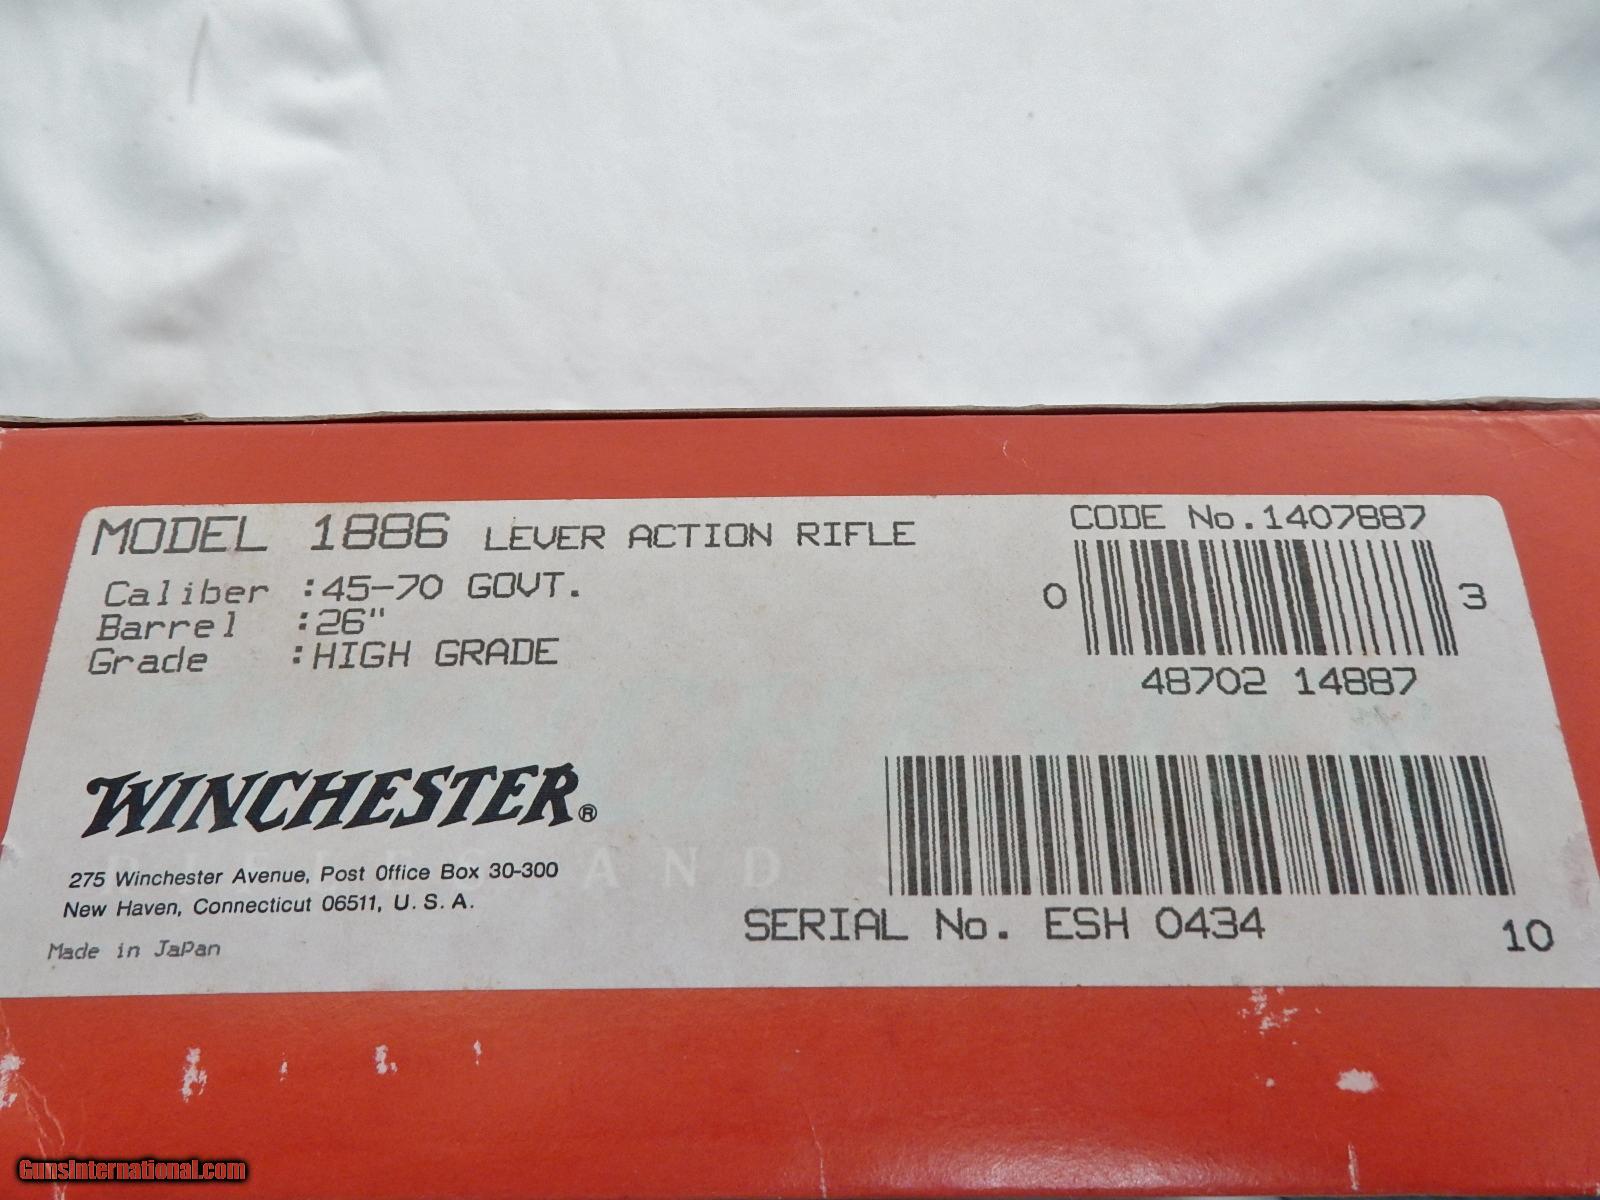 MODEL 1886 LEVER ACTION RIFLE
Caliber :45-70 GOVT.
Barrel :26"
Grade :HIGH GRADE
CODE No.1407887
0 3
48702 14887
WINCHESTER®
275 Winchester Avenue, Post Office Box 30-300
New Haven, Connecticut 06511, U.S.A.
Made in JaPan
RIFLES AND S
SERIAL No. ESH 0434
10
GunsInternational.com